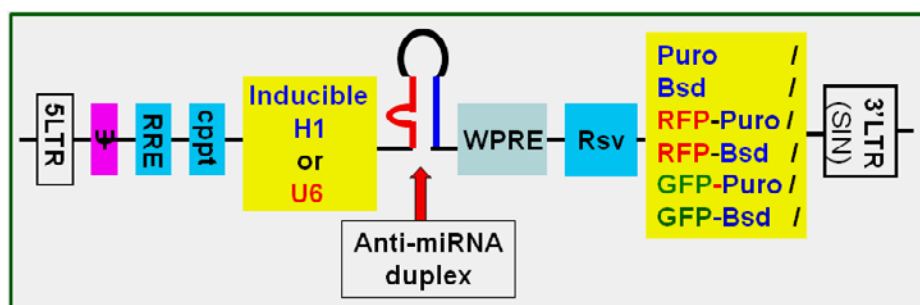 5LTR
Ψ
RRE
cppt
Inducible
H1
or
U6
Anti-miRNA
duplex
WPRE
Rsv
Puro /
Bsd /
RFP-Puro /
RFP-Bsd /
GFP-Puro /
GFP-Bsd /
3'LTR
(SIN)